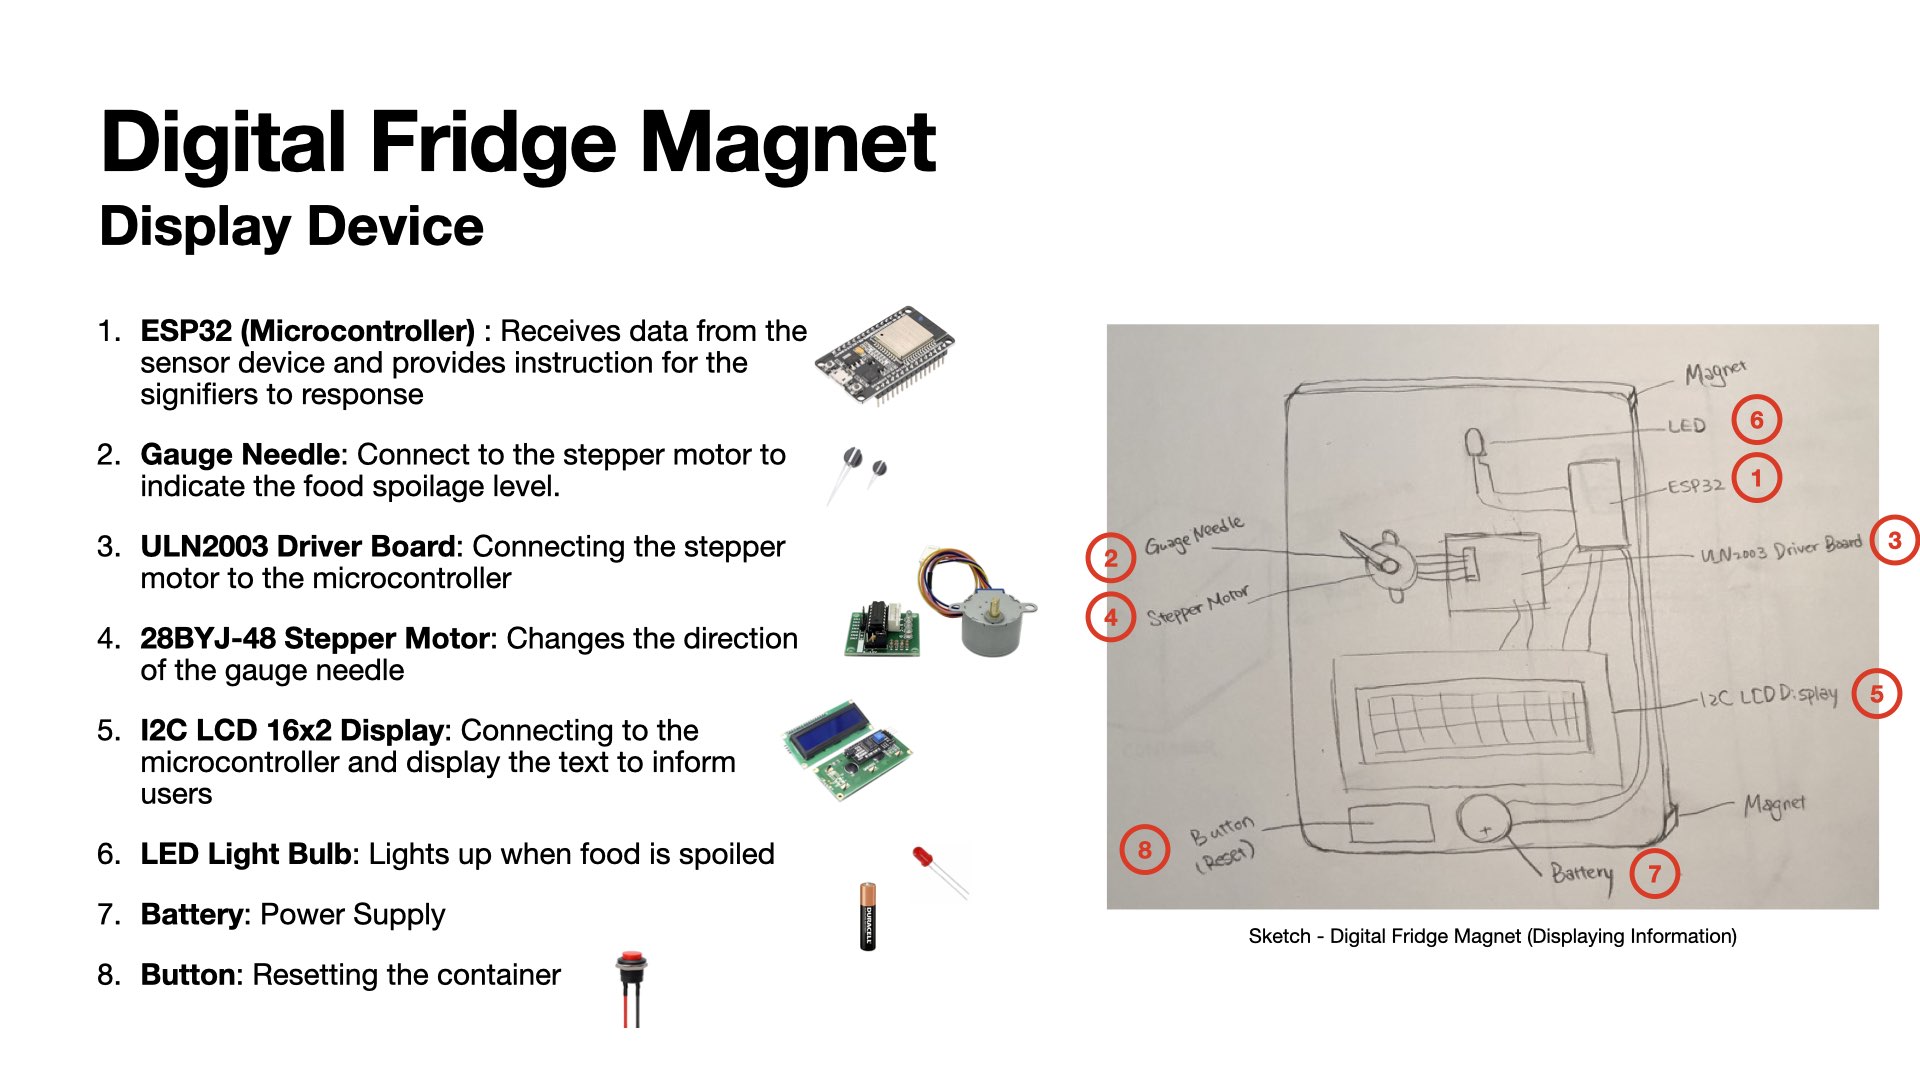 Digital Fridge Magnet
Display Device
1. ESP32 (Microcontroller) : Receives data from the
sensor device and provides instruction for the
signifiers to response
2. Gauge Needle: Connect to the stepper motor to
indicate the food spoilage level.
3. ULN2003 Driver Board: Connecting the stepper
motor to the microcontroller
4. 28BYJ-48 Stepper Motor: Changes the direction
of the gauge needle
5. I2C LCD 16x2 Display: Connecting to the
microcontroller and display the text to inform
users
6. LED Light Bulb: Lights up when food is spoiled
7. Battery: Power Supply
8. Button: Resetting the container
DURACELL
Magnet
LED 6
ESP32 1
2 Guage Needle
ULN2003 Driver Board 3
4 Stepper Motor
I2C LCD Display 5
Magnet
8 Button
(Reset)
+
Battery 7
Sketch - Digital Fridge Magnet (Displaying Information)